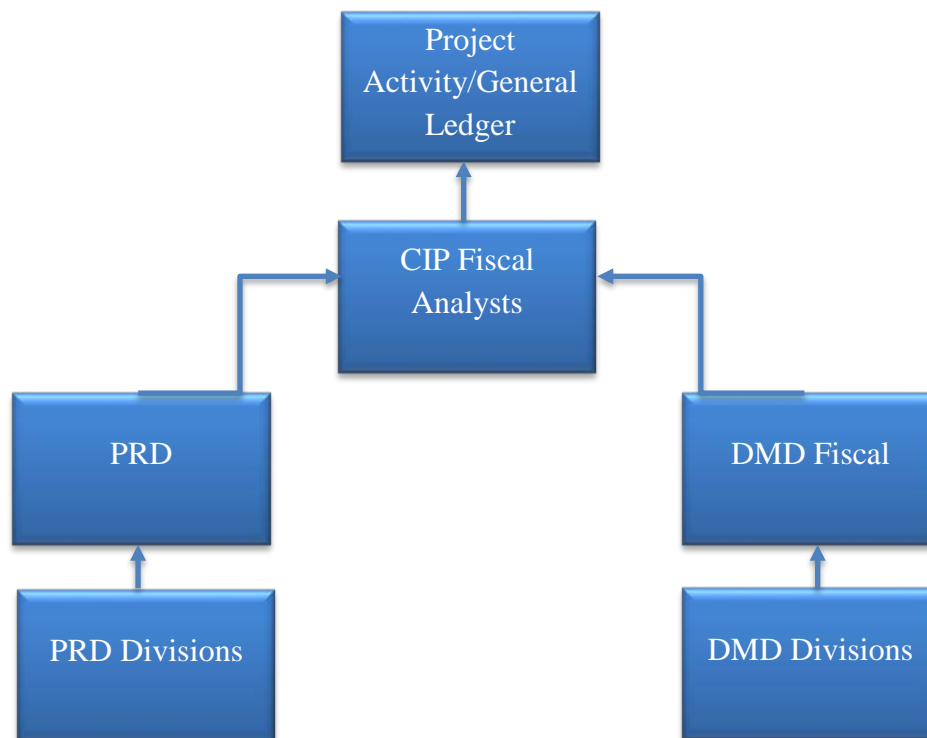 Project
Activity/General
Ledger
CIP Fiscal
Analysts
PRD
DMD Fiscal
PRD Divisions
DMD Divisions